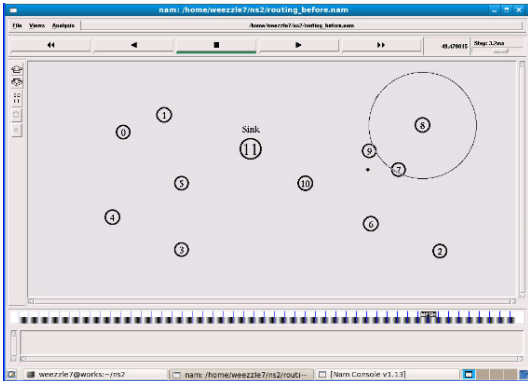 nam: /home/weezzle7/ns2/routing_before.nam
File Views Analysis /home/weezzle7/ns2/routing_before.nam
49.470015 Step: 3.2ms
1
0
Sink
11
8
9
7
5
10
4
6
3
2
weezzle7@works:~/ns2 nam: /home/weezzle7/ns2/routi-- [Nam Console v1.13]